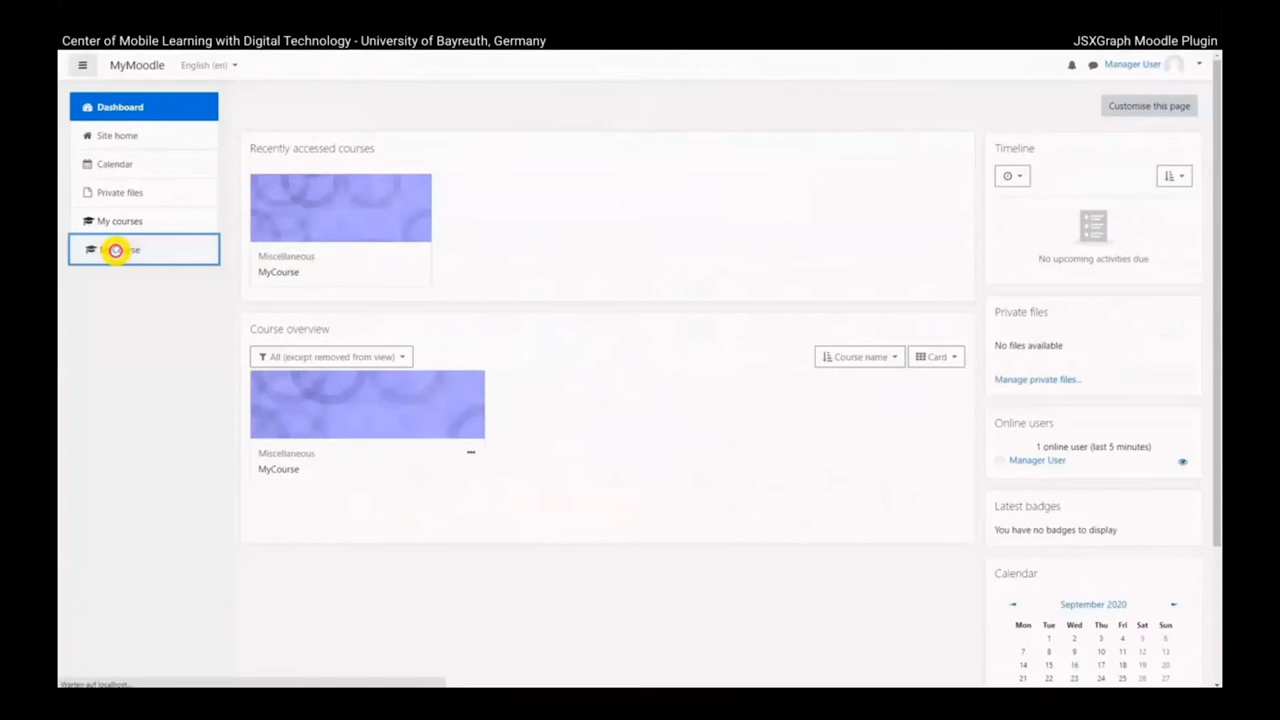 Center of Mobile Learning with Digital Technology - University of Bayreuth, Germany
JSXGraph Moodle Plugin
MyMoodle
English (en)
Manager User
Dashboard
Site home
Calendar
Private files
My courses
Customise this page
Recently accessed courses
Miscellaneous
MyCourse
Course overview
All (except removed from view)
Course name
Card
Miscellaneous
MyCourse
Timeline
No upcoming activities due
Private files
No files available
Manage private files...
Online users
1 online user (last 5 minutes)
Manager User
Latest badges
You have no badges to display
Calendar
September 2020
Mon Tue Wed Thu Fri Sat Sun
1 2 3 4 5 6
7 8 9 10 11 12 13
14 15 16 17 18 19 20
21 22 23 24 25 26 27
Warten auf localhost...